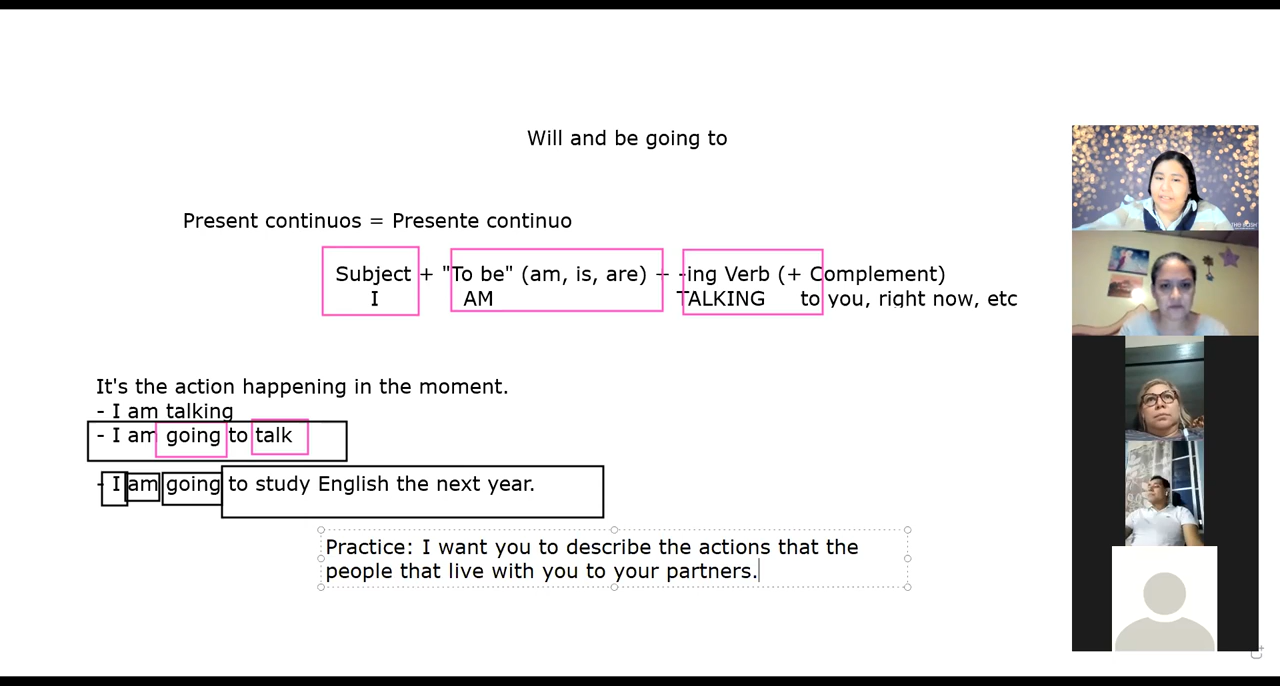 Will and be going to
Present continuos = Presente continuo
Subject + "To be" (am, is, are) + -ing Verb (+ Complement)
I AM TALKING to you, right now, etc
It's the action happening in the moment.
- I am talking
- I am going to talk
- I am going to study English the next year.
Practice: I want you to describe the actions that the
people that live with you to your partners.